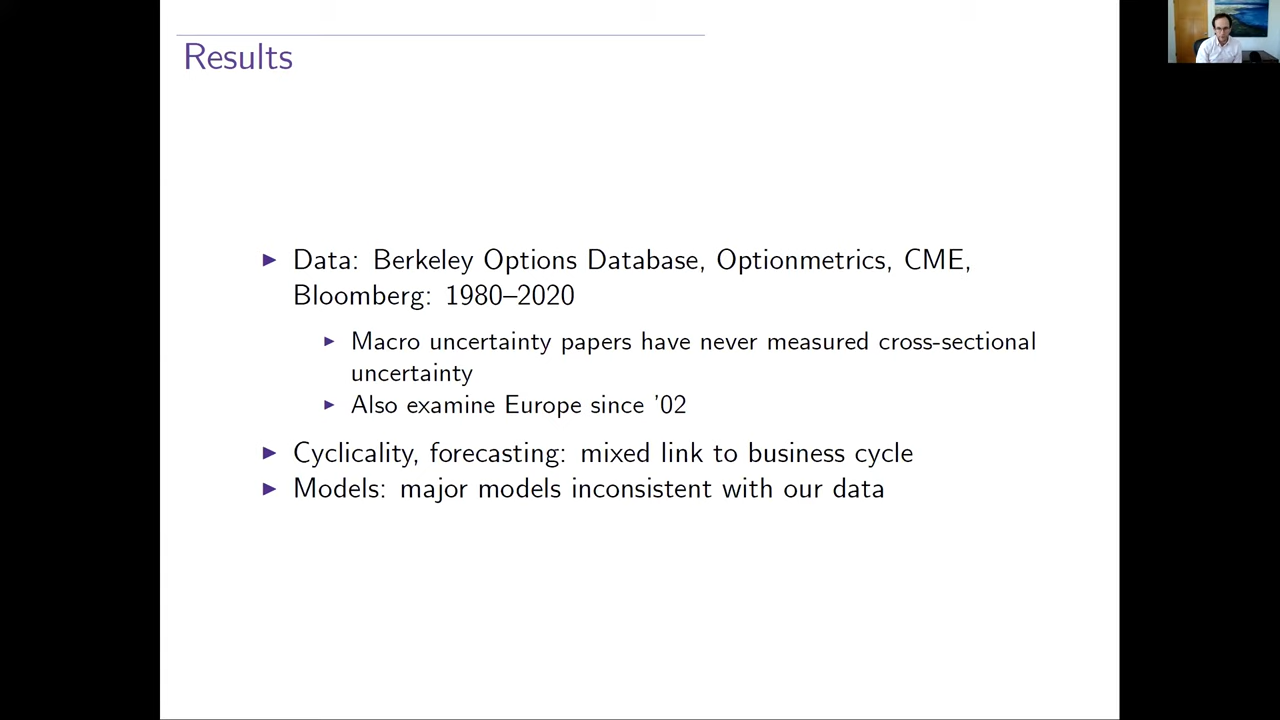 Results
Data: Berkeley Options Database, Optionmetrics, CME,
Bloomberg: 1980–2020
Macro uncertainty papers have never measured cross-sectional
uncertainty
Also examine Europe since ’02
Cyclicality, forecasting: mixed link to business cycle
Models: major models inconsistent with our data